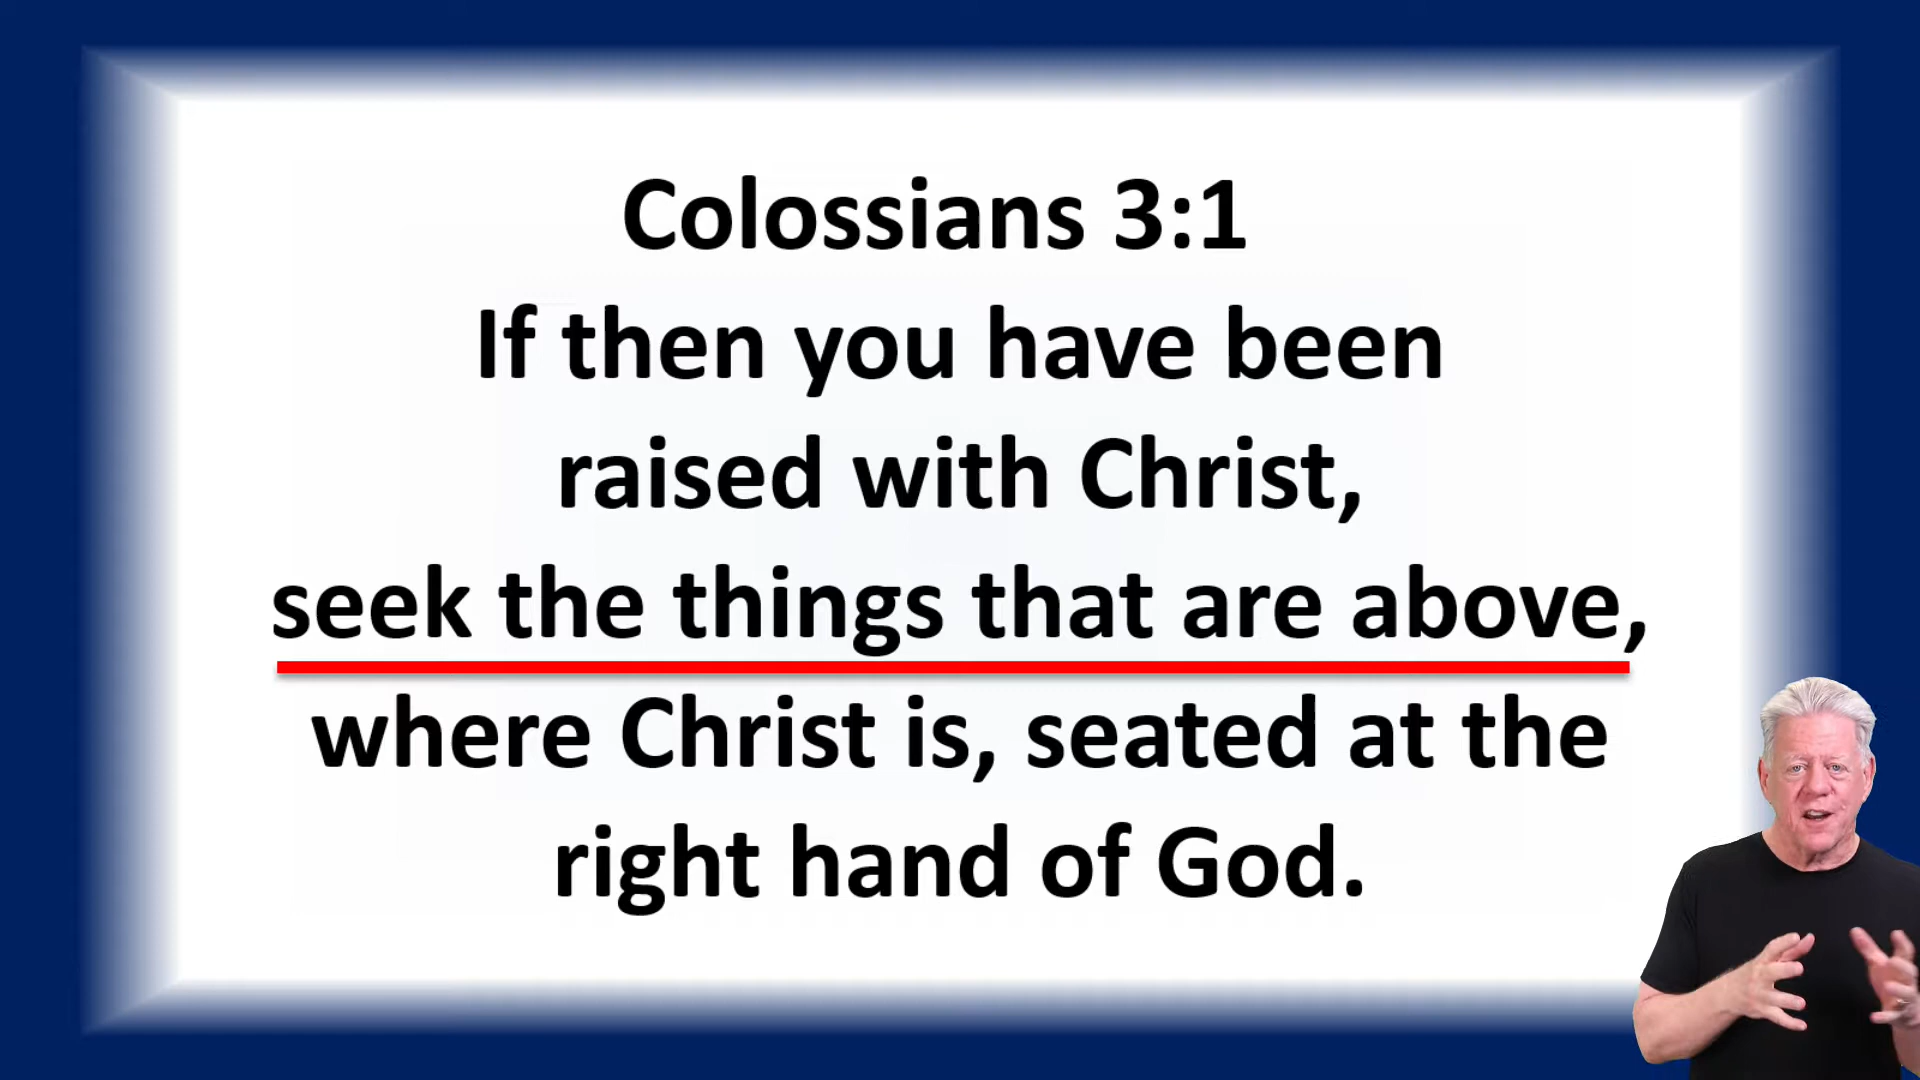 Colossians 3:1
If then you have been
raised with Christ,
seek the things that are above,
where Christ is, seated at the
right hand of God.